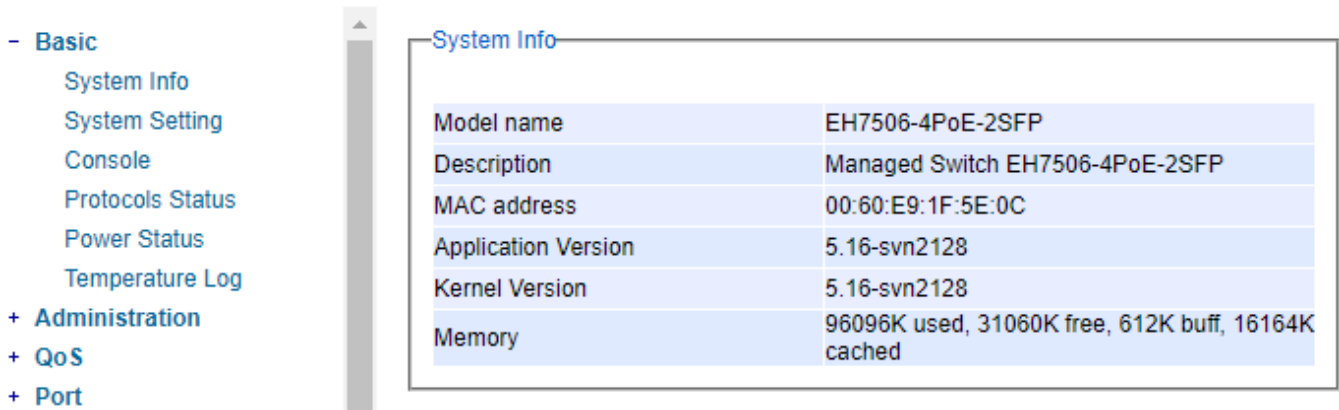 − Basic
System Info
System Setting
Console
Protocols Status
Power Status
Temperature Log
+ Administration
+ QoS
+ Port
System Info
Model name EH7506-4PoE-2SFP
Description Managed Switch EH7506-4PoE-2SFP
MAC address 00:60:E9:1F:5E:0C
Application Version 5.16-svn2128
Kernel Version 5.16-svn2128
Memory 96096K used, 31060K free, 612K buff, 16164K
cached